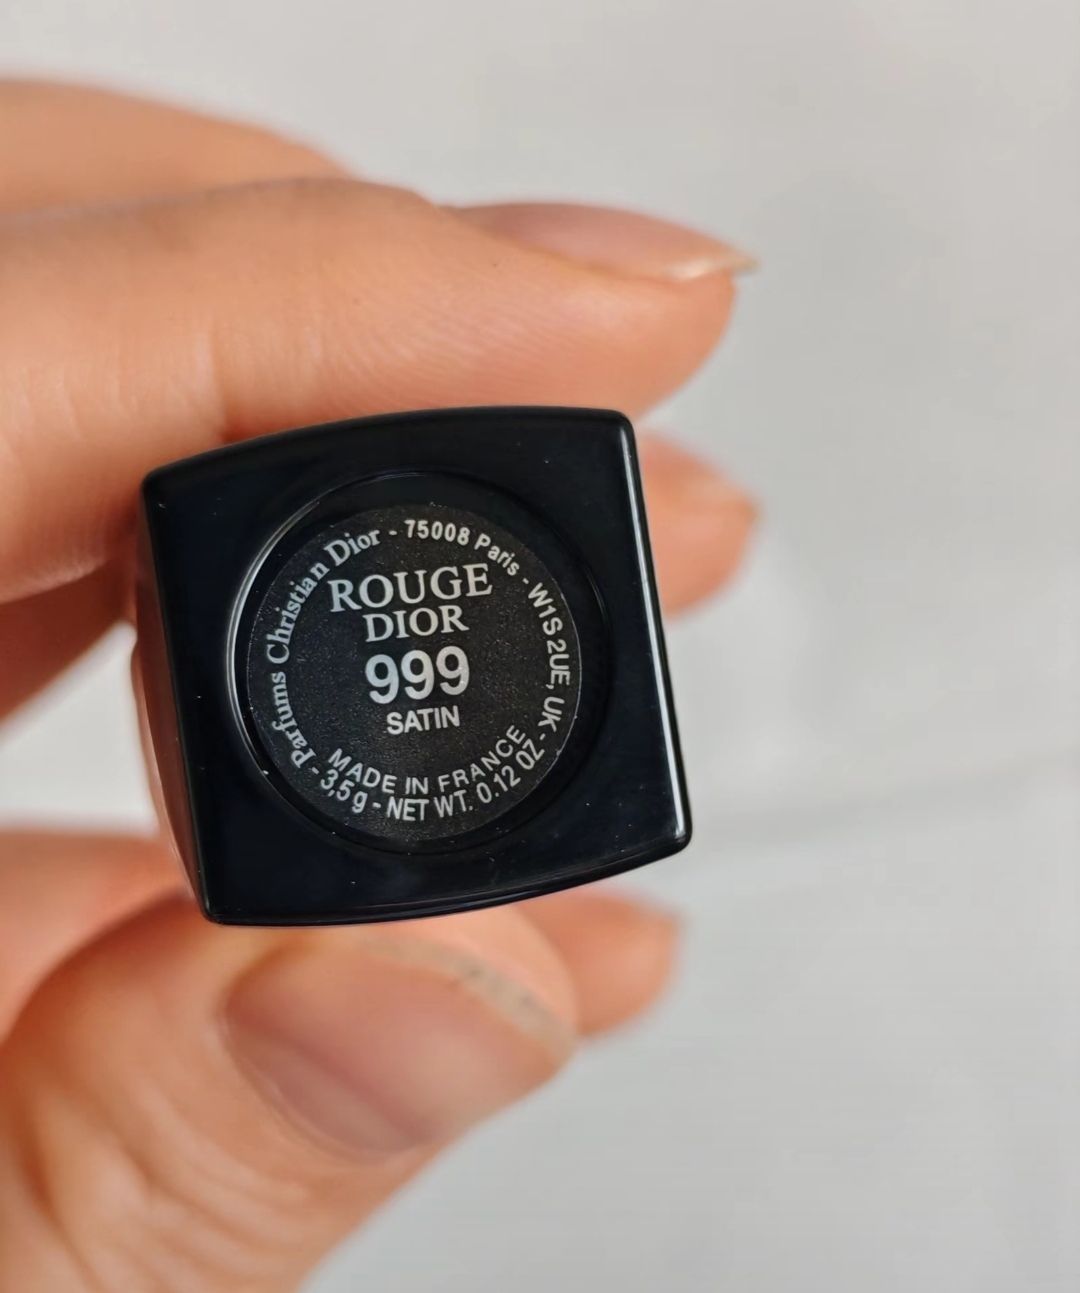 Parfums Christian Dior - 75008 Paris - W1S 2UE, UK -
ROUGE
DIOR
999
SATIN
MADE IN FRANCE
- 3,5 g - NET WT. 0.12 OZ